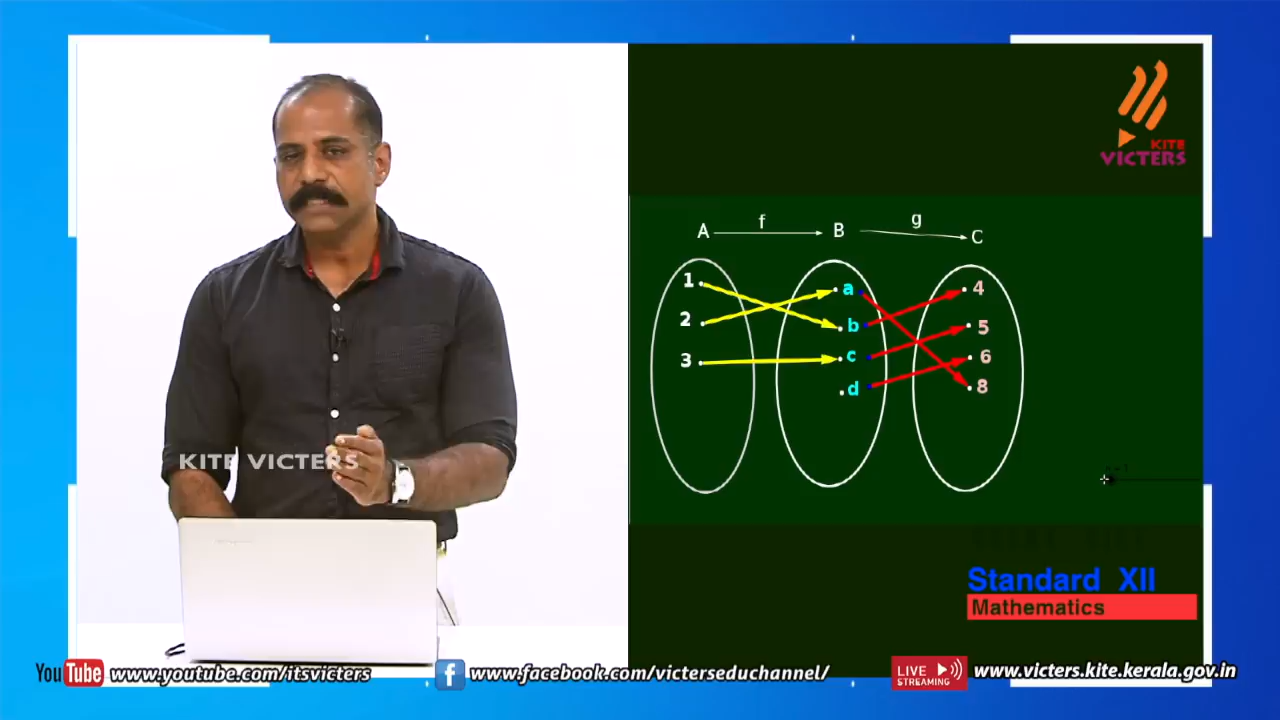 KITE
VICTERS
A f B g C
1 a 4
2 b 5
3 c 6
d 8
KITE VICTERS
Standard XII
Mathematics
YouTube www.youtube.com/itsvicters
f www.facebook.com/victerseduchannel/
LIVE
STREAMING
www.victers.kite.kerala.gov.in